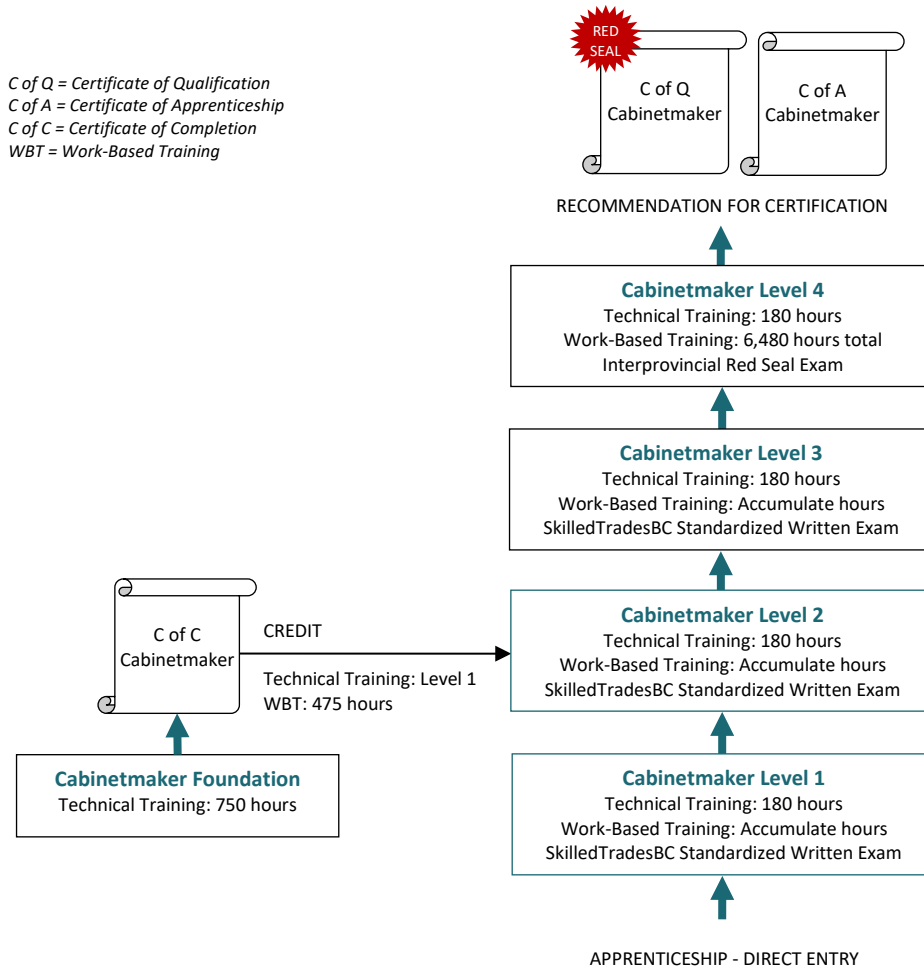 C of Q = Certificate of Qualification
C of A = Certificate of Apprenticeship
C of C = Certificate of Completion
WBT = Work-Based Training
RED
SEAL
C of Q
Cabinetmaker
C of A
Cabinetmaker
RECOMMENDATION FOR CERTIFICATION
Cabinetmaker Level 4
Technical Training: 180 hours
Work-Based Training: 6,480 hours total
Interprovincial Red Seal Exam
Cabinetmaker Level 3
Technical Training: 180 hours
Work-Based Training: Accumulate hours
SkilledTradesBC Standardized Written Exam
C of C
Cabinetmaker
CREDIT
Technical Training: Level 1
WBT: 475 hours
Cabinetmaker Level 2
Technical Training: 180 hours
Work-Based Training: Accumulate hours
SkilledTradesBC Standardized Written Exam
Cabinetmaker Foundation
Technical Training: 750 hours
Cabinetmaker Level 1
Technical Training: 180 hours
Work-Based Training: Accumulate hours
SkilledTradesBC Standardized Written Exam
APPRENTICESHIP - DIRECT ENTRY